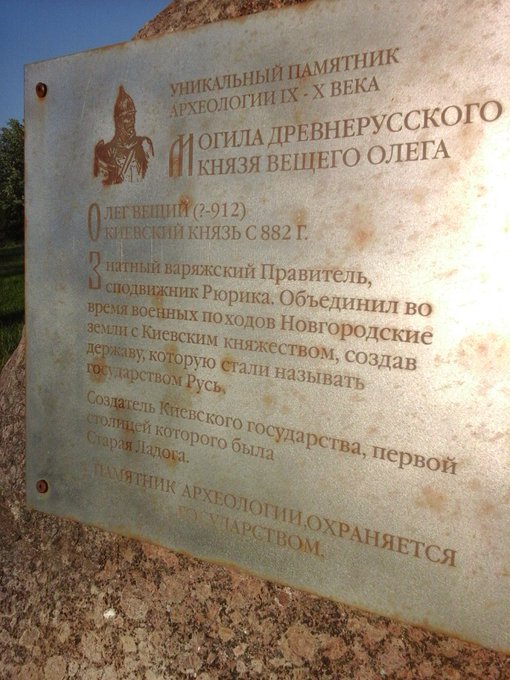 УНИКАЛЬНЫЙ ПАМЯТНИК
АРХЕОЛОГИИ IX - X ВЕКА
МОГИЛА ДРЕВНЕРУССКОГО
КНЯЗЯ ВЕЩЕГО ОЛЕГА
ОЛЕГ ВЕЩИЙ (?-912)
КИЕВСКИЙ КНЯЗЬ С 882 Г.
Знатный варяжский Правитель,
сподвижник Рюрика. Объединил во
время военных походов Новгородские
земли с Киевским княжеством, создав
державу, которую стали называть
государством Русь.
Создатель Киевского государства, первой
столицей которого была
Старая Ладога.
ПАМЯТНИК АРХЕОЛОГИИ,ОХРАНЯЕТСЯ
ГОСУДАРСТВОМ.